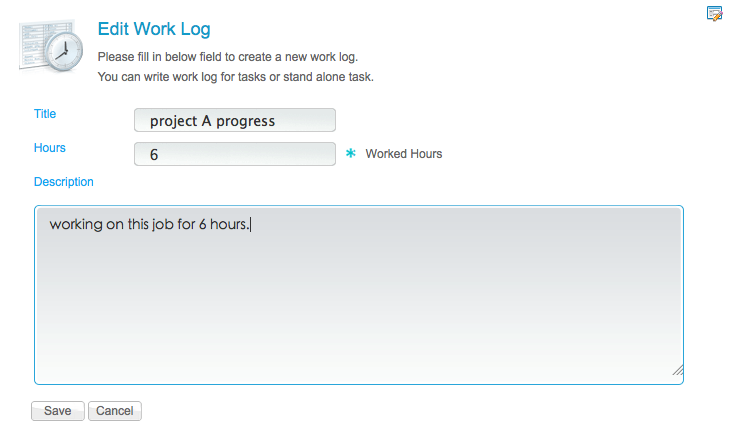 Edit Work Log
Please fill in below field to create a new work log.
You can write work log for tasks or stand alone task.
Title
project A progress
Hours
6
* Worked Hours
Description
working on this job for 6 hours.
Save Cancel